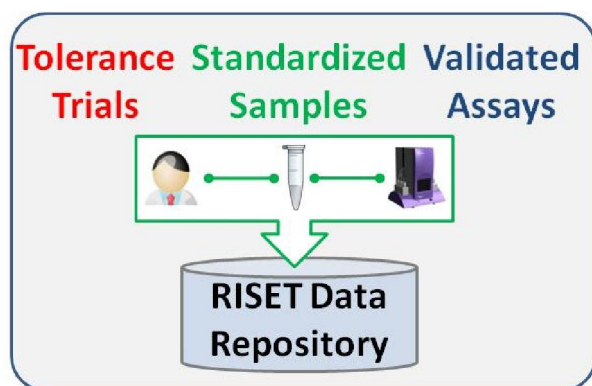 Tolerance Standardized Validated
Trials Samples Assays
RISET Data
Repository